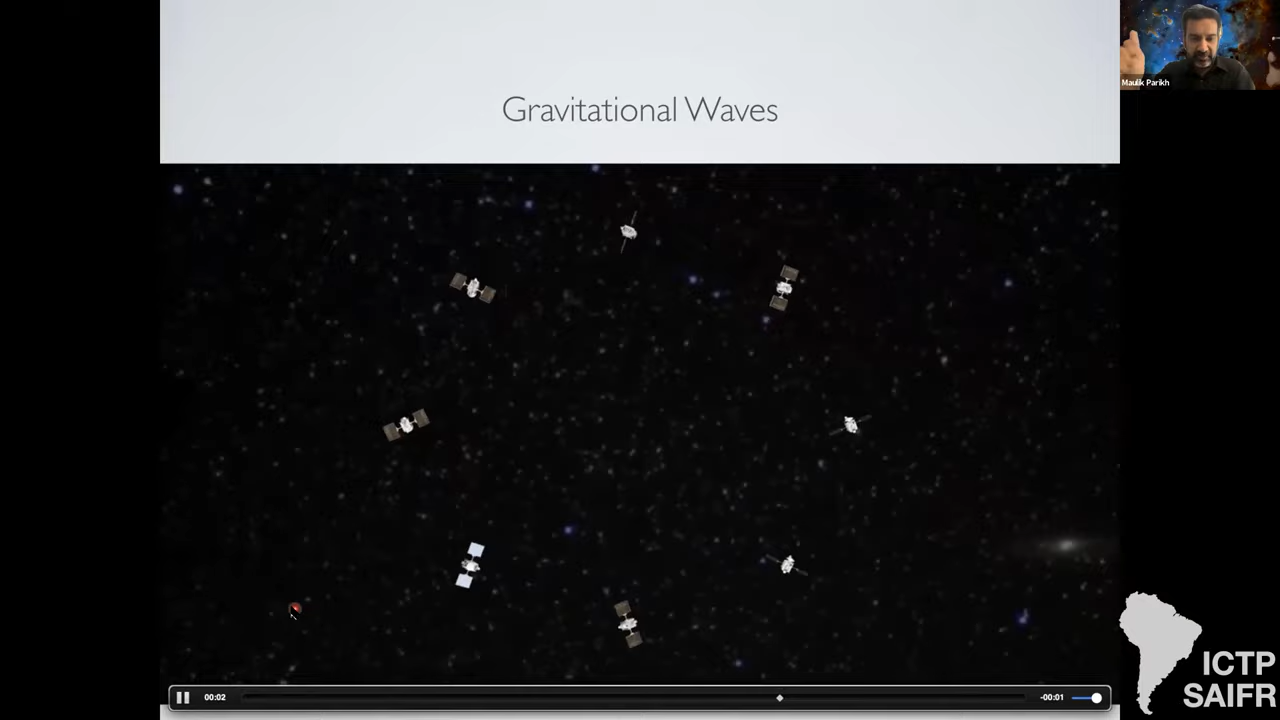 Gravitational Waves
Maulik Parikh
00:02
-00:01
ICTP
SAIFR